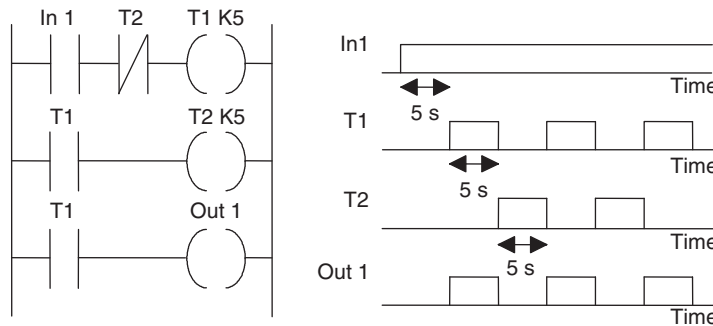 In 1 T2 T1 K5
T1 T2 K5
T1 Out 1
In1
Time
5 s
T1
Time
5 s
T2
Time
5 s
Out 1
Time